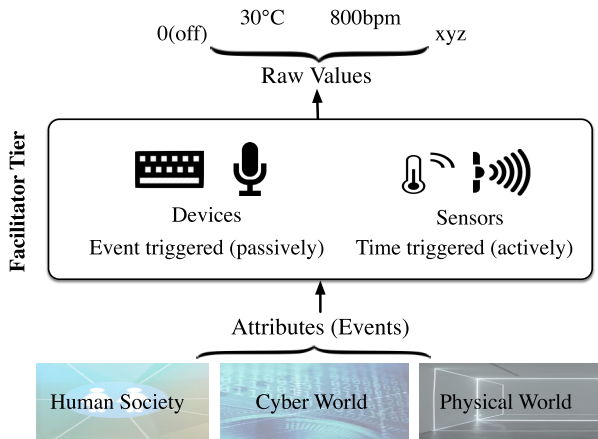 0(off) 30°C 800bpm xyz
Raw Values
Facilitator Tier
Devices
Event triggered (passively)
Sensors
Time triggered (actively)
Attributes (Events)
Human Society
Cyber World
Physical World